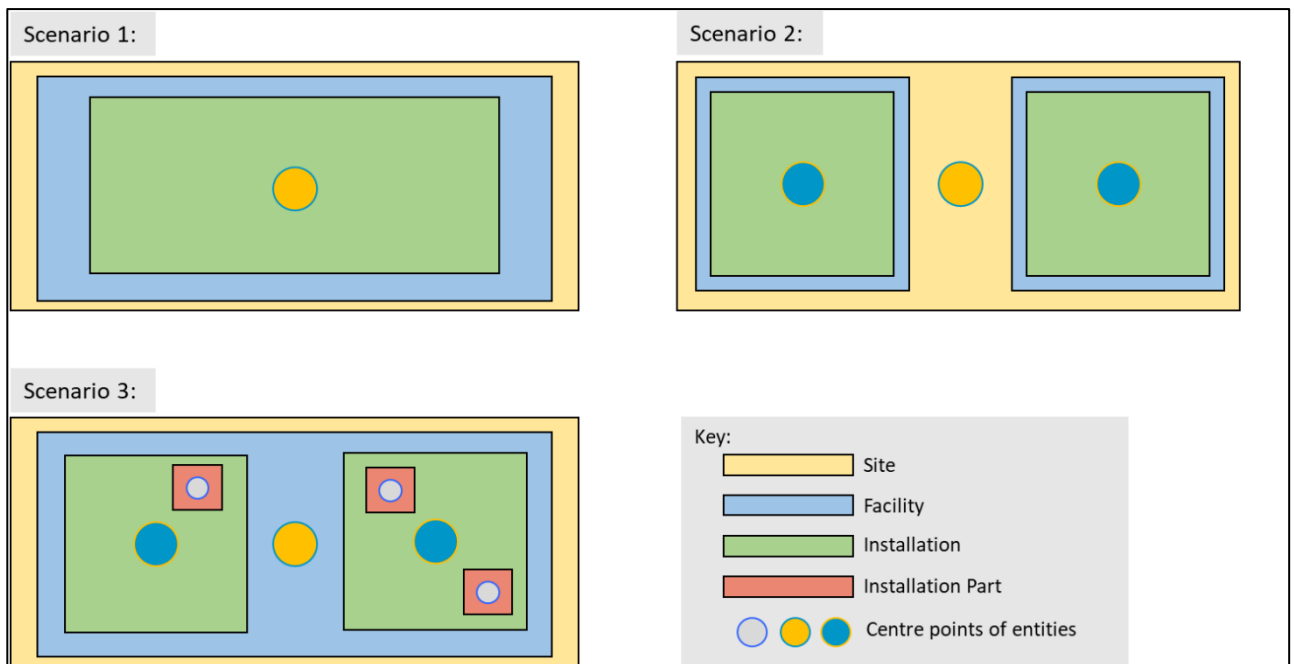 Scenario 1:
Scenario 2:
Scenario 3:
Key:
Site
Facility
Installation
Installation Part
Centre points of entities